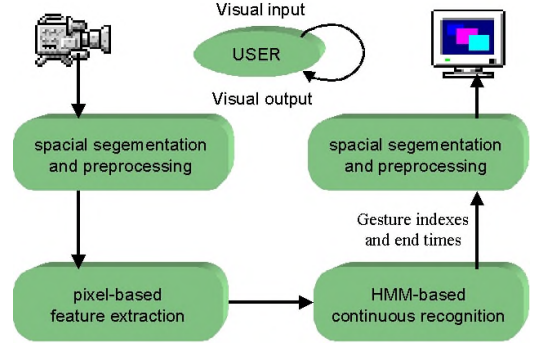 Visual input
USER
Visual output
spacial segementation
and preprocessing
spacial segementation
and preprocessing
Gesture indexes
and end times
pixel-based
feature extraction
HMM-based
continuous recognition